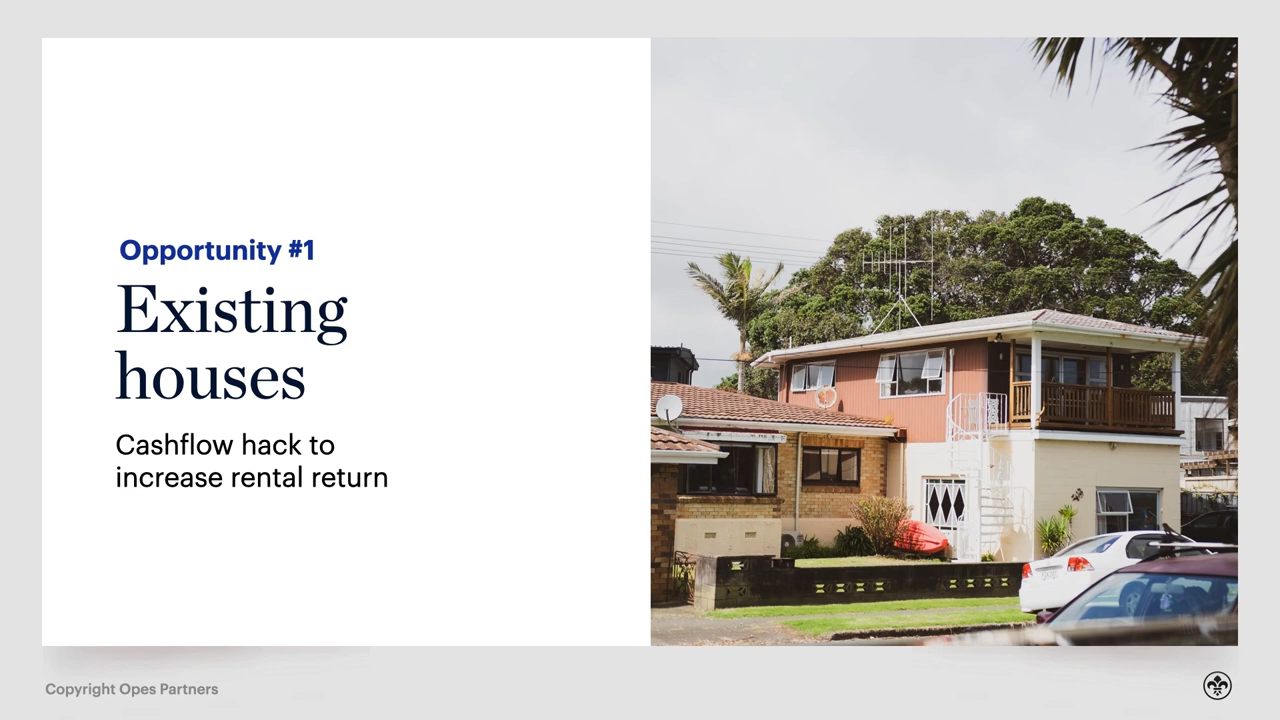 Opportunity #1
Existing
houses
Cashflow hack to
increase rental return
Copyright Opes Partners